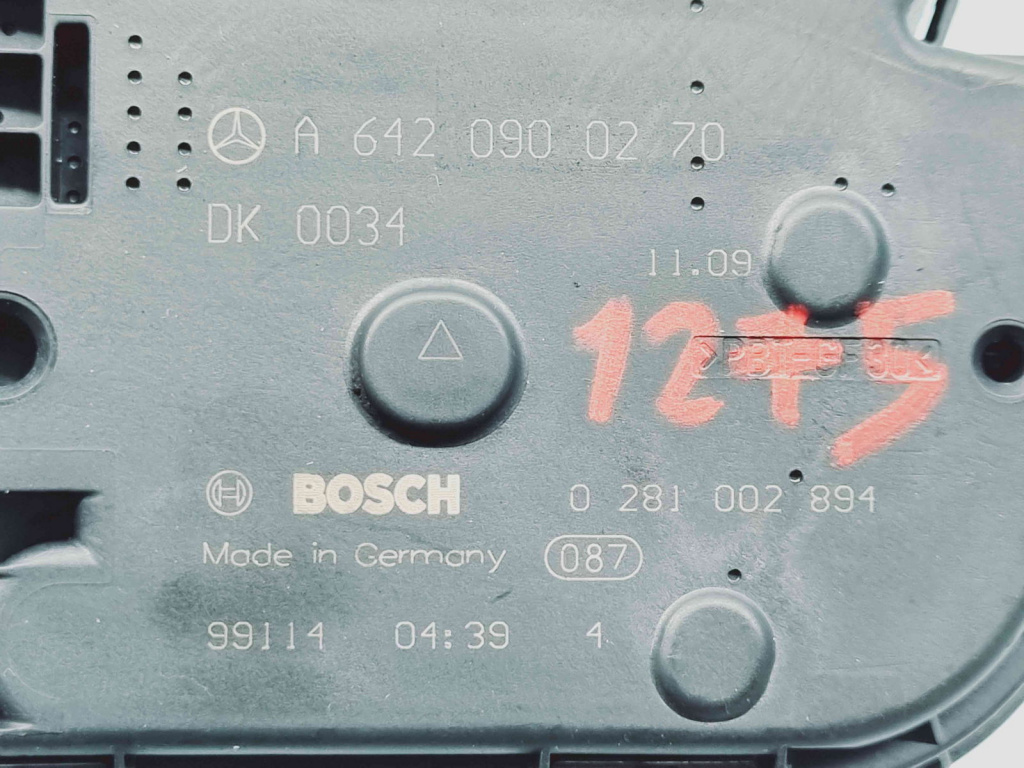 A 642 090 02 70
DK 0034
11.09
1275
BOSCH 0 281 002 894
Made in Germany 087
99114 04:39 4